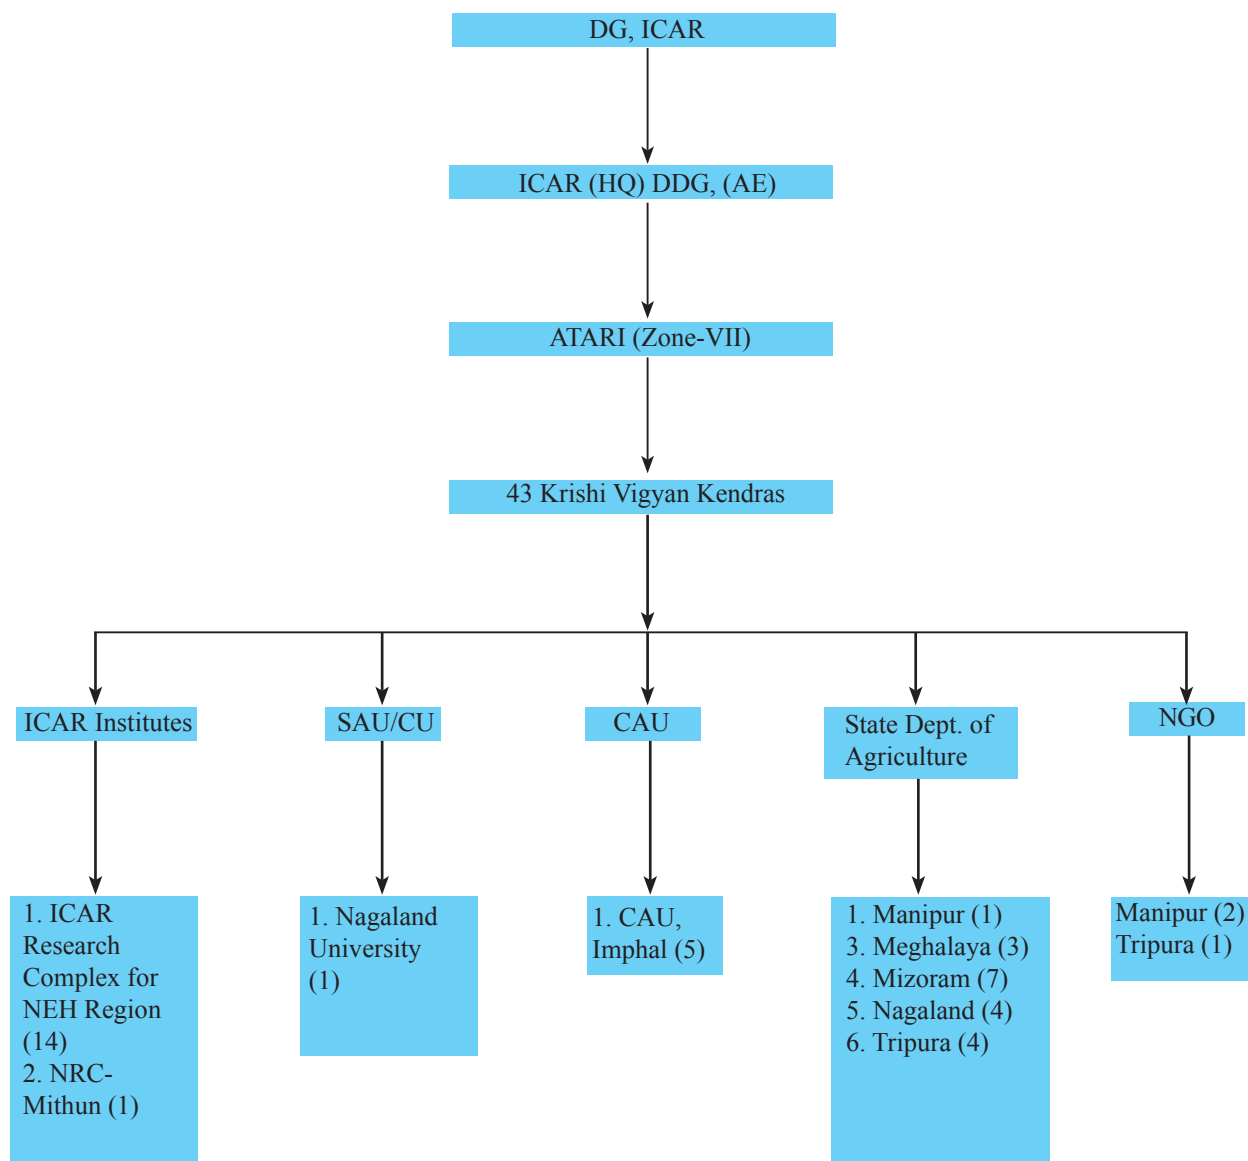 DG, ICAR
ICAR (HQ) DDG, (AE)
ATARI (Zone-VII)
43 Krishi Vigyan Kendras
ICAR Institutes
SAU/CU
CAU
State Dept. of
Agriculture
NGO
1. ICAR
Research
Complex for
NEH Region
(14)
2. NRC-
Mithun (1)
1. Nagaland
University
(1)
1. CAU,
Imphal (5)
1. Manipur (1)
3. Meghalaya (3)
4. Mizoram (7)
5. Nagaland (4)
6. Tripura (4)
Manipur (2)
Tripura (1)